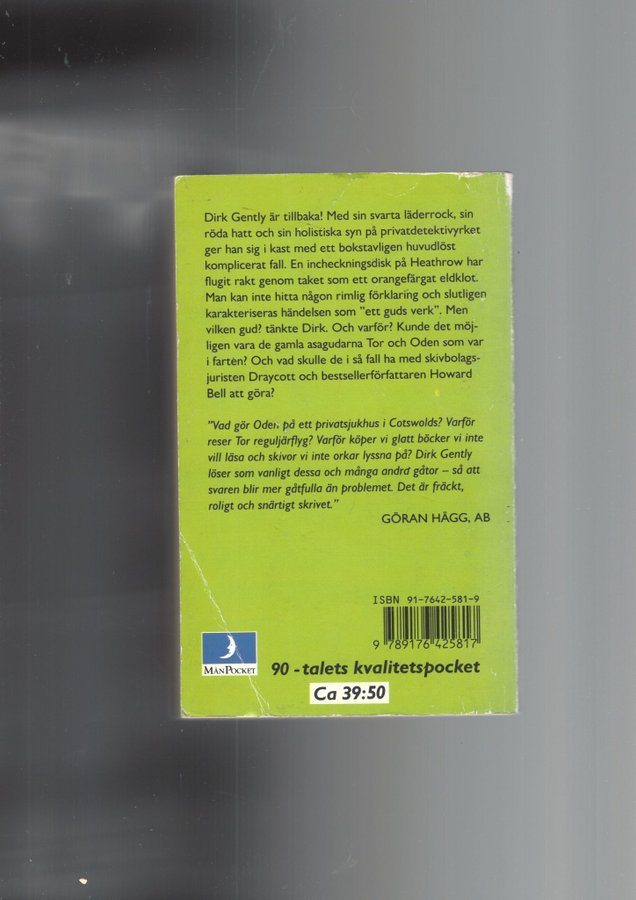 Dirk Gently är tillbaka! Med sin svarta läderrock, sin
röda hatt och sin holistiska syn på privatdetektivyrket
ger han sig i kast med ett bokstavligen huvudlöst
komplicerat fall. En incheckningsdisk på Heathrow har
flugit rakt genom taket som ett orangefärgat eldklot.
Man kan inte hitta någon rimlig förklaring och slutligen
karakteriseras händelsen som "ett guds verk". Men
vilken gud? tänkte Dirk. Och varför? Kunde det möj-
ligen vara de gamla asagudarna Tor och Oden som var
i farten? Och vad skulle de i så fall ha med skivbolags-
juristen Draycott och bestsellerförfattaren Howard
Bell att göra?
"Vad gör Oden på ett privatsjukhus i Cotswolds? Varför
reser Tor reguljärflyg? Varför köper vi glatt böcker vi inte
vill läsa och skivor vi inte orkar lyssna på? Dirk Gently
löser som vanligt dessa och många andra gåtor – så att
svaren blir mer gåtfulla än problemet. Det är fräckt,
roligt och snärtigt skrivet."
GÖRAN HÄGG, AB
ISBN 91-7642-581-9
9 789176 425817
MÅNPOCKET
90 - talets kvalitetspocket
Ca 39:50